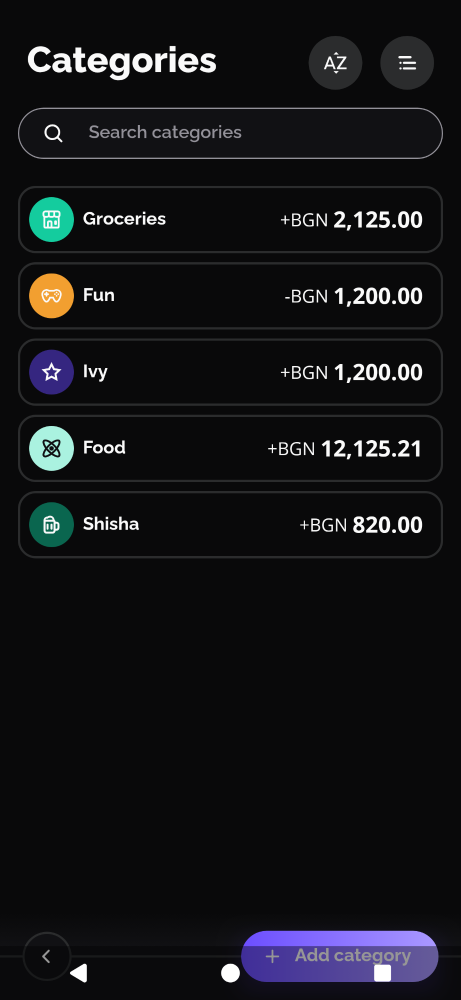 Categories
AZ
Search categories
Groceries +BGN 2,125.00
Fun -BGN 1,200.00
Ivy +BGN 1,200.00
Food +BGN 12,125.21
Shisha +BGN 820.00
+ Add category